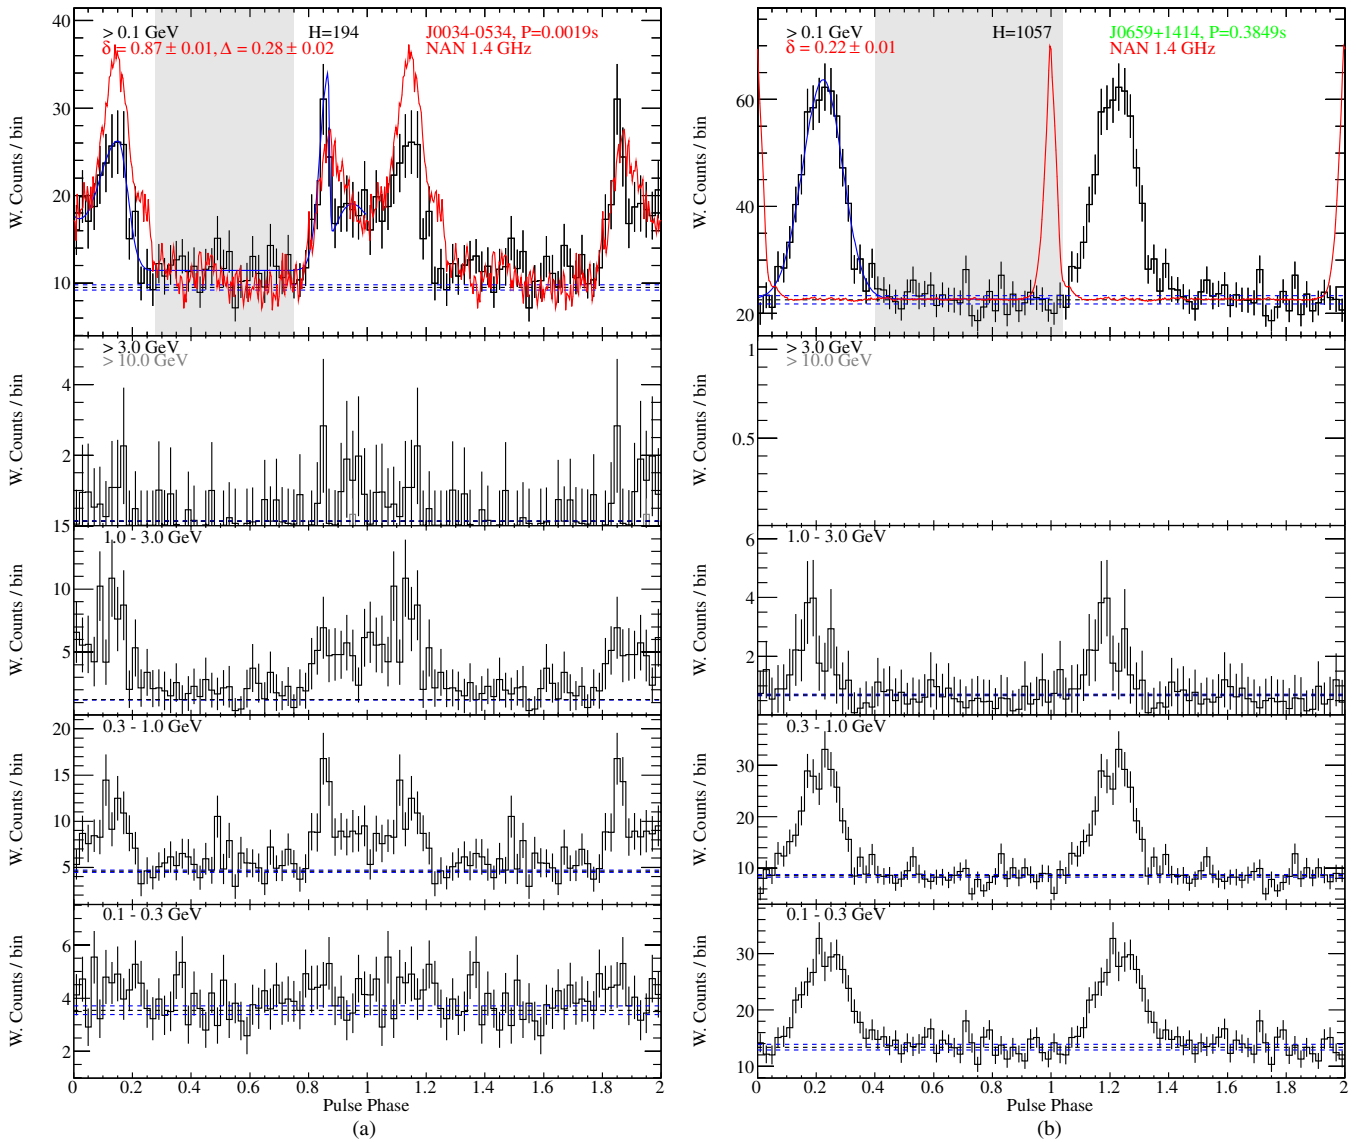 > 0.1 GeV H=194 J0034-0534, P=0.0019s
δ = 0.87 ± 0.01, Δ = 0.28 ± 0.02 NAN 1.4 GHz
W. Counts / bin
40
30
20
10
> 3.0 GeV
> 10.0 GeV
W. Counts / bin
4
2
1.0 - 3.0 GeV
W. Counts / bin
15
10
5
0.3 - 1.0 GeV
W. Counts / bin
20
15
10
5
0.1 - 0.3 GeV
W. Counts / bin
6
4
2
0 0.2 0.4 0.6 0.8 1 1.2 1.4 1.6 1.8 2
Pulse Phase
(a)
> 0.1 GeV H=1057 J0659+1414, P=0.3849s
δ = 0.22 ± 0.01 NAN 1.4 GHz
W. Counts / bin
60
40
20
> 3.0 GeV
> 10.0 GeV
W. Counts / bin
1
0.5
1.0 - 3.0 GeV
W. Counts / bin
6
4
2
0.3 - 1.0 GeV
W. Counts / bin
30
20
10
0.1 - 0.3 GeV
W. Counts / bin
30
20
10
0 0.2 0.4 0.6 0.8 1 1.2 1.4 1.6 1.8 2
Pulse Phase
(b)